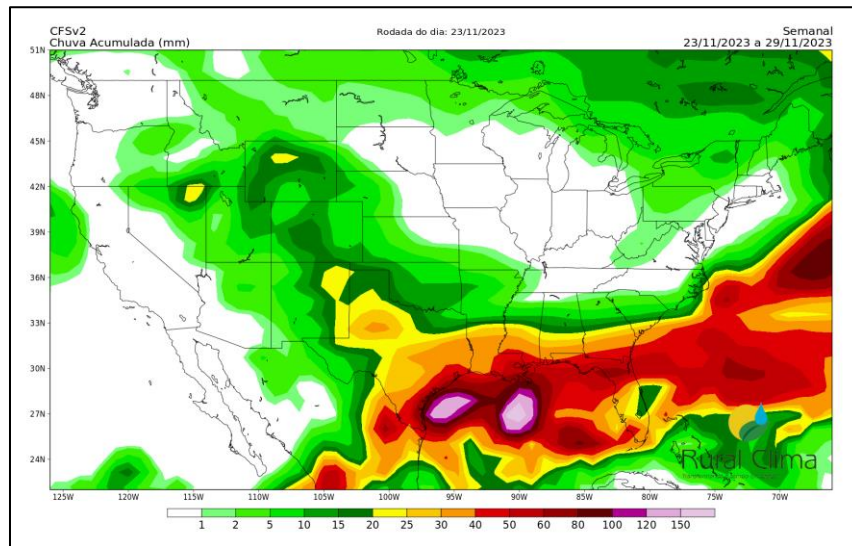 CFSv2 Rodada do dia: 23/11/2023 Semanal
Chuva Acumulada (mm) 23/11/2023 a 29/11/2023
51N
48N
45N
42N
39N
36N
33N
30N
27N
24N
Rural Clima
125W 120W 115W 110W 105W 100W 95W 90W 85W 80W 75W 70W
1 2 5 10 15 20 25 30 40 50 60 80 100 120 150